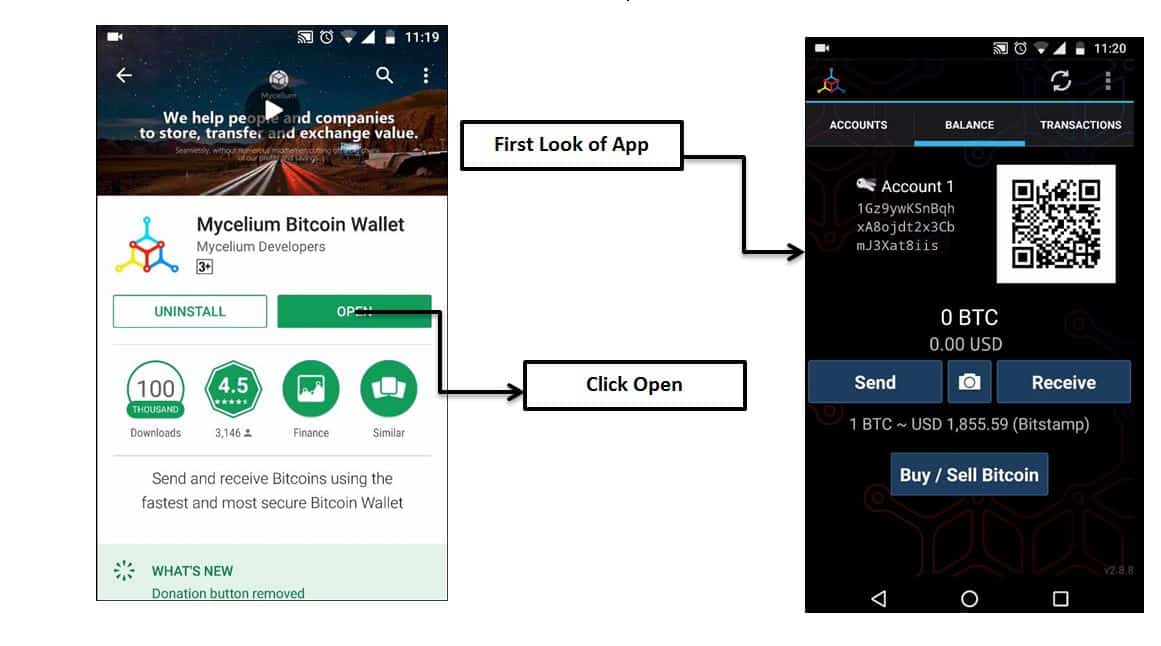 11:19
Mycelium
We help people and companies
to store, transfer and exchange value.
Mycelium Bitcoin Wallet
Mycelium Developers
3+
UNINSTALL
OPEN
100
THOUSAND
Downloads
4.5
3,146
Finance
Similar
Send and receive Bitcoins using the
fastest and most secure Bitcoin Wallet
WHAT'S NEW
Donation button removed
First Look of App
Click Open
11:20
ACCOUNTS
BALANCE
TRANSACTIONS
Account 1
1Gz9ywKSnBqh
xA8ojdt2x3Cb
mJ3Xat8iis
0 BTC
0.00 USD
Send
Receive
1 BTC ~ USD 1,855.59 (Bitstamp)
Buy / Sell Bitcoin
v2.8.8